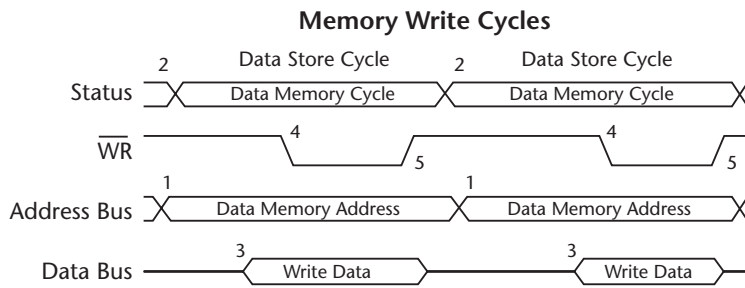 Memory Write Cycles
Data Store Cycle Data Store Cycle
2 2
Status Data Memory Cycle Data Memory Cycle
WR 4 4
5 5
1 1
Address Bus Data Memory Address Data Memory Address
3 3
Data Bus Write Data Write Data